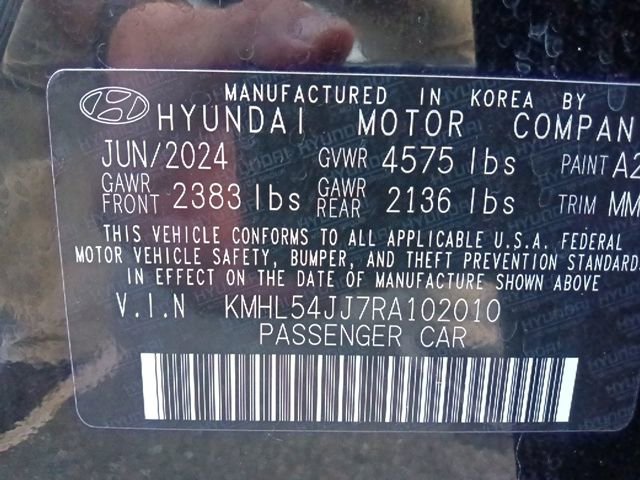 MANUFACTURED IN KOREA BY
HYUNDAI MOTOR COMPAN
JUN/2024 GVWR 4575 lbs PAINT A2
GAWR FRONT 2383 lbs GAWR REAR 2136 lbs TRIM MM
THIS VEHICLE CONFORMS TO ALL APPLICABLE U.S.A. FEDERAL
MOTOR VEHICLE SAFETY, BUMPER, AND THEFT PREVENTION STANDARD
IN EFFECT ON THE DATE OF MANUFACTURE SHOWN ABOVE
V.I.N KMHL54JJ7RA102010
PASSENGER CAR